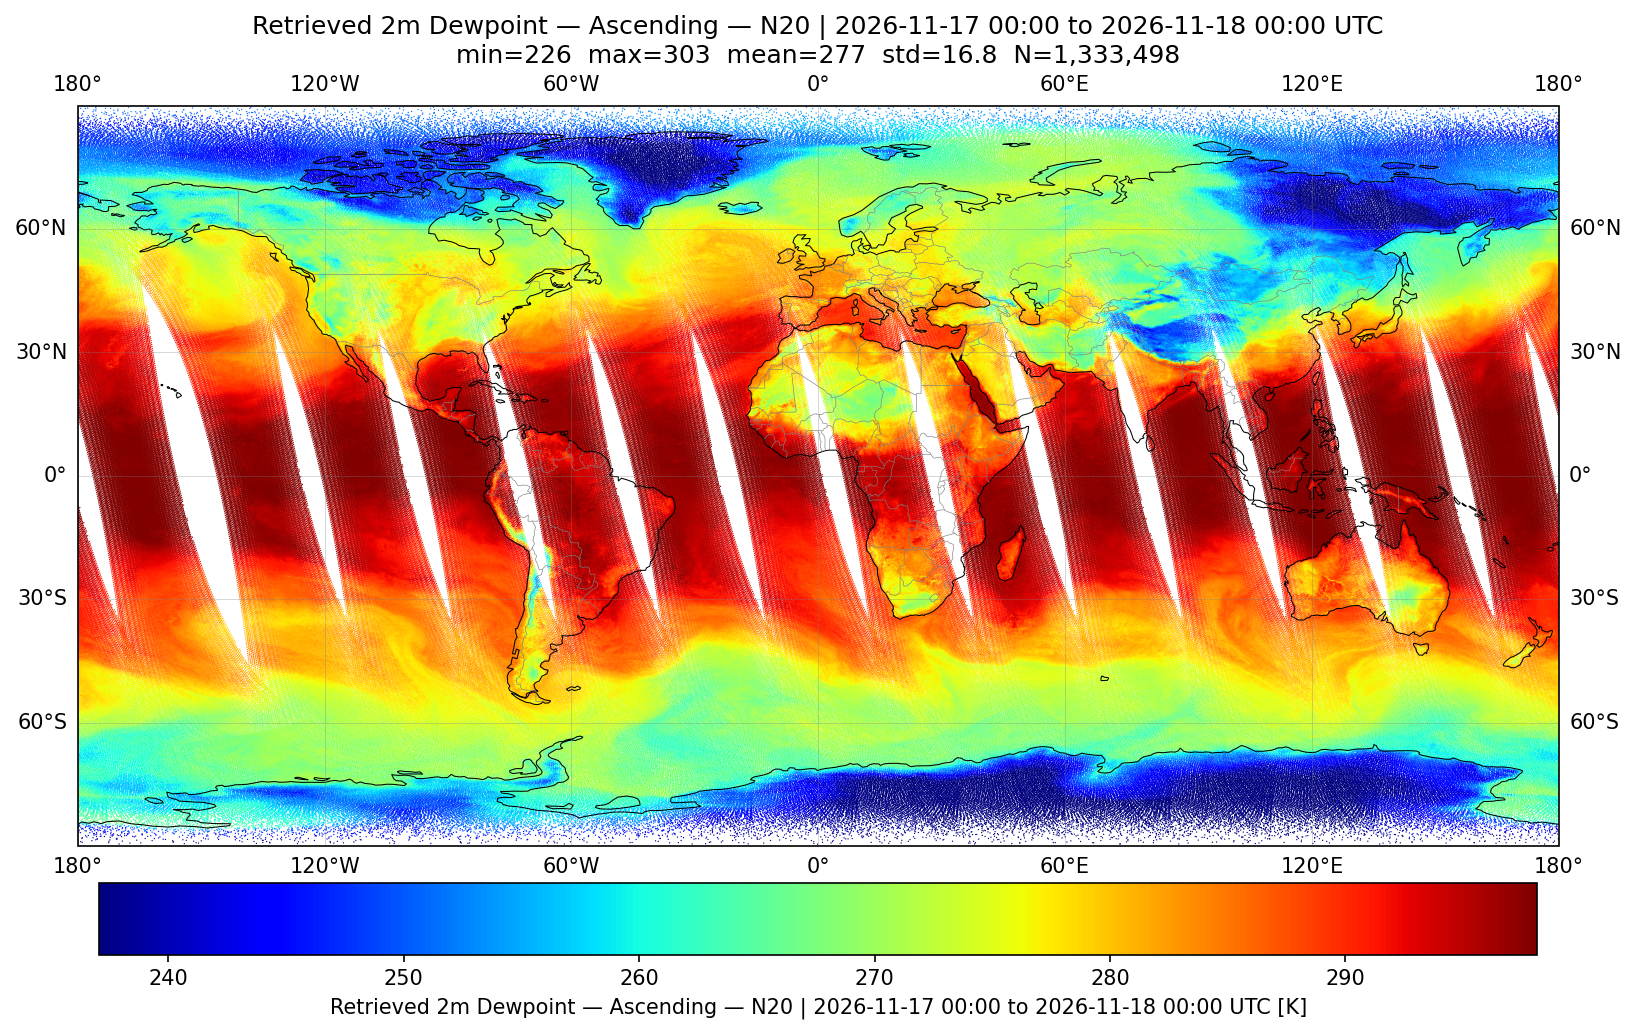 Retrieved 2m Dewpoint — Ascending — N20 | 2026-11-17 00:00 to 2026-11-18 00:00 UTC
min=226 max=303 mean=277 std=16.8 N=1,333,498
180° 120°W 60°W 0° 60°E 120°E 180°
60°N 60°N
30°N 30°N
0° 0°
30°S 30°S
60°S 60°S
180° 120°W 60°W 0° 60°E 120°E 180°
240 250 260 270 280 290
Retrieved 2m Dewpoint — Ascending — N20 | 2026-11-17 00:00 to 2026-11-18 00:00 UTC [K]